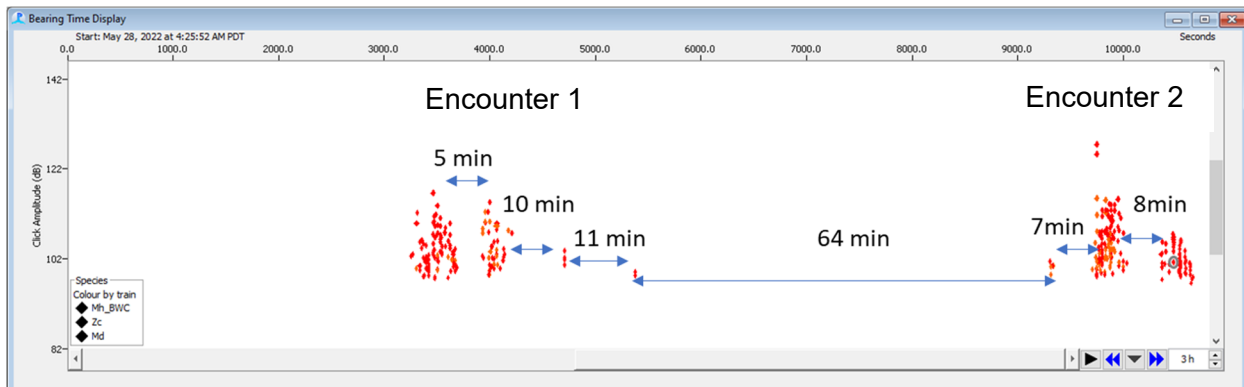 Bearing Time Display
Start: May 28, 2022 at 4:25:52 AM PDT
Seconds
0.0 1000.0 3000.0 4000.0 5000.0 6000.0 7000.0 8000.0 9000.0 10000.0
142
Encounter 1
Encounter 2
122
5 min
10 min
11 min
64 min
7min
8min
Click Amplitude (dB)
102
Species
Colour by train
Mh_BWC
Zc
Md
82
3 h